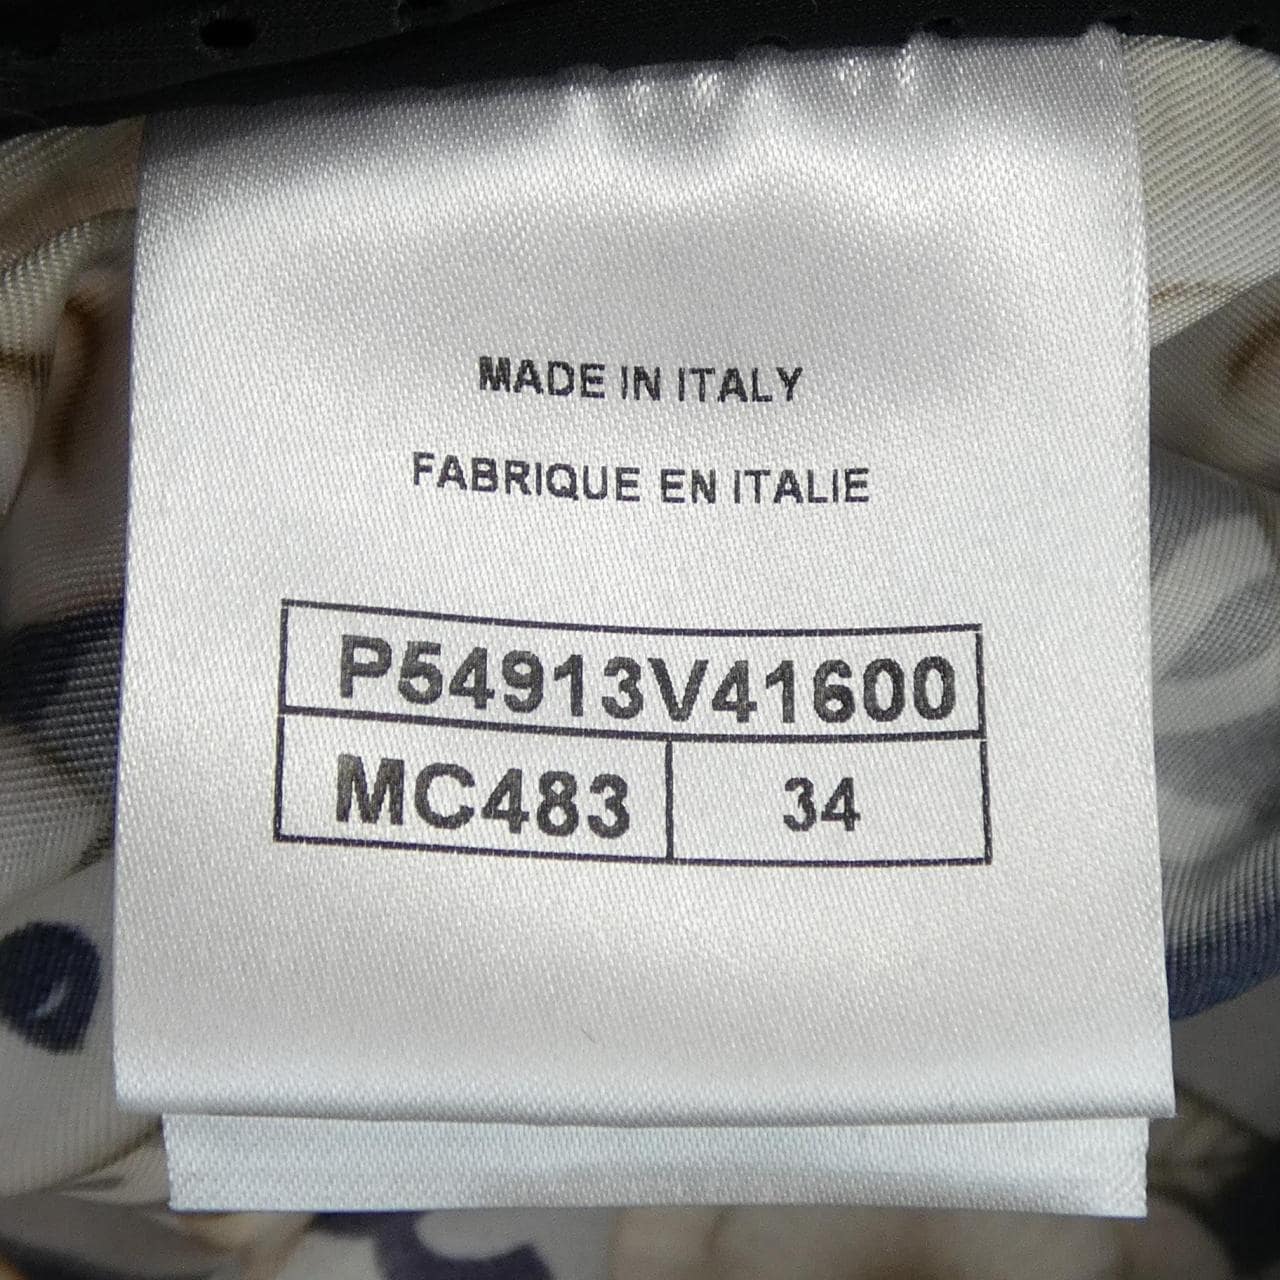 MADE IN ITALY
FABRIQUE EN ITALIE
P54913V41600
MC483 34